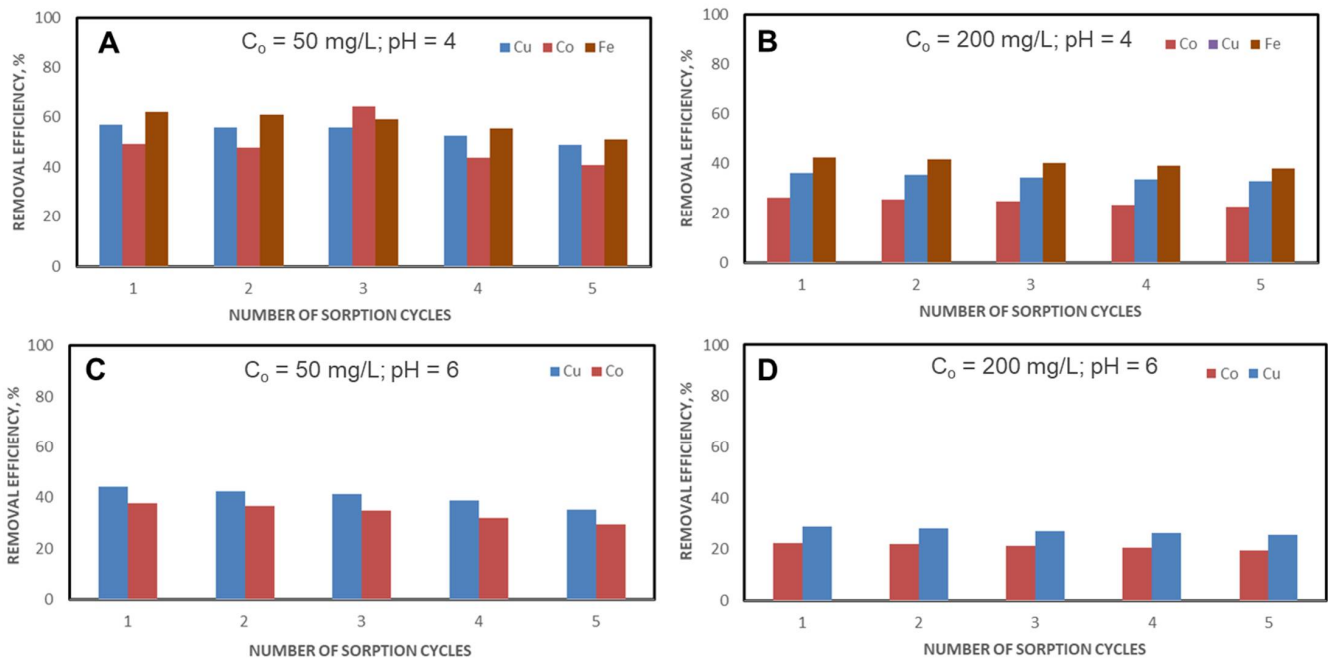 A
C₀ = 50 mg/L; pH = 4
Cu Co Fe
REMOVAL EFFICIENCY, %
100
80
60
40
20
0
1 2 3 4 5
NUMBER OF SORPTION CYCLES
B
C₀ = 200 mg/L; pH = 4
Co Cu Fe
REMOVAL EFFICIENCY, %
100
80
60
40
20
0
1 2 3 4 5
NUMBER OF SORPTION CYCLES
C
C₀ = 50 mg/L; pH = 6
Cu Co
REMOVAL EFFICIENCY, %
100
80
60
40
20
0
1 2 3 4 5
NUMBER OF SORPTION CYCLES
D
C₀ = 200 mg/L; pH = 6
Co Cu
REMOVAL EFFICIENCY, %
100
80
60
40
20
0
1 2 3 4 5
NUMBER OF SORPTION CYCLES